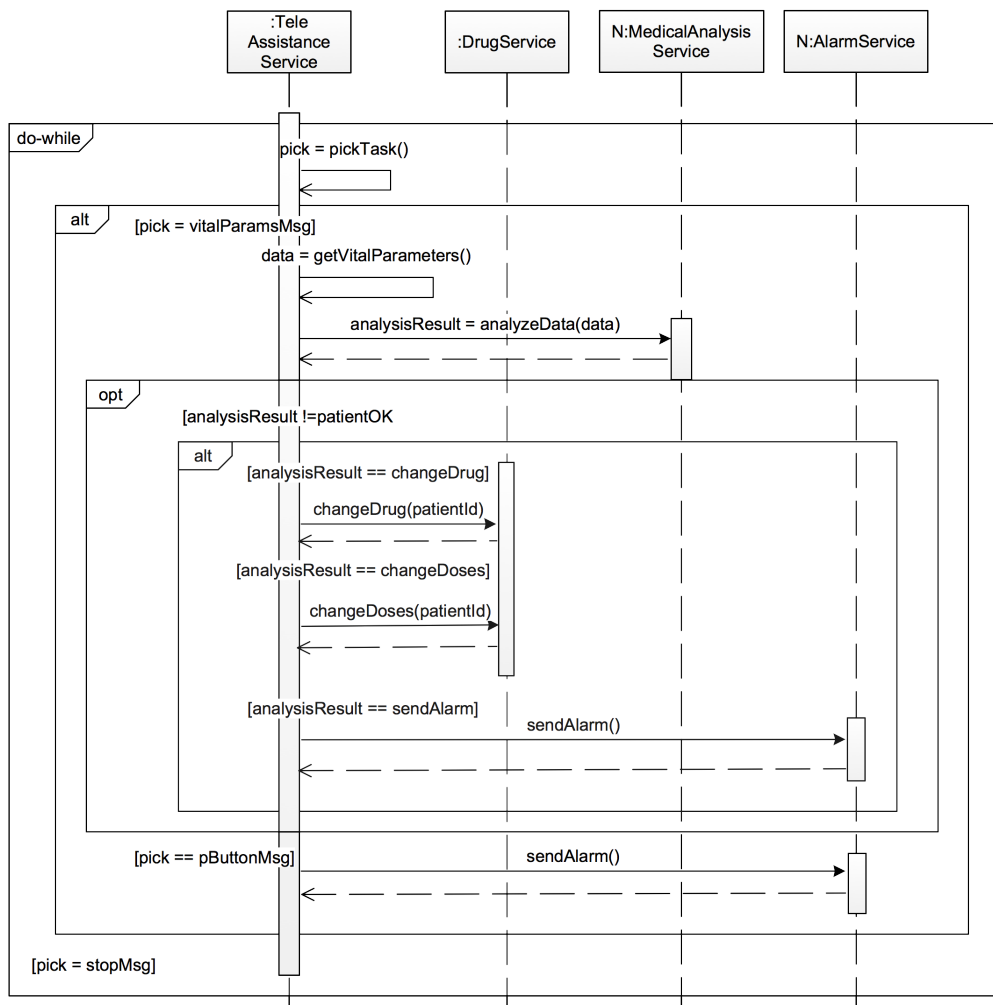 :Tele
Assistance
Service
:DrugService
N:MedicalAnalysis
Service
N:AlarmService
do-while
pick = pickTask()
alt
[pick = vitalParamsMsg]
data = getVitalParameters()
analysisResult = analyzeData(data)
opt
[analysisResult !=patientOK
alt
[analysisResult == changeDrug]
changeDrug(patientId)
[analysisResult == changeDoses]
changeDoses(patientId)
[analysisResult == sendAlarm]
sendAlarm()
[pick == pButtonMsg]
sendAlarm()
[pick = stopMsg]